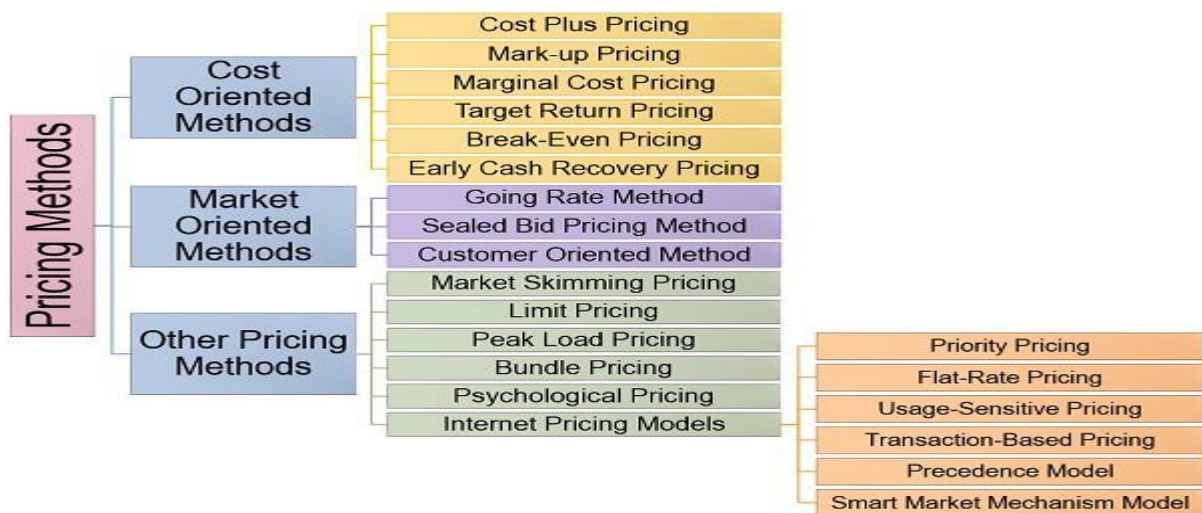 Pricing Methods
Cost
Oriented
Methods
Cost Plus Pricing
Mark-up Pricing
Marginal Cost Pricing
Target Return Pricing
Break-Even Pricing
Early Cash Recovery Pricing
Market
Oriented
Methods
Going Rate Method
Sealed Bid Pricing Method
Customer Oriented Method
Other Pricing
Methods
Market Skimming Pricing
Limit Pricing
Peak Load Pricing
Bundle Pricing
Psychological Pricing
Internet Pricing Models
Priority Pricing
Flat-Rate Pricing
Usage-Sensitive Pricing
Transaction-Based Pricing
Precedence Model
Smart Market Mechanism Model